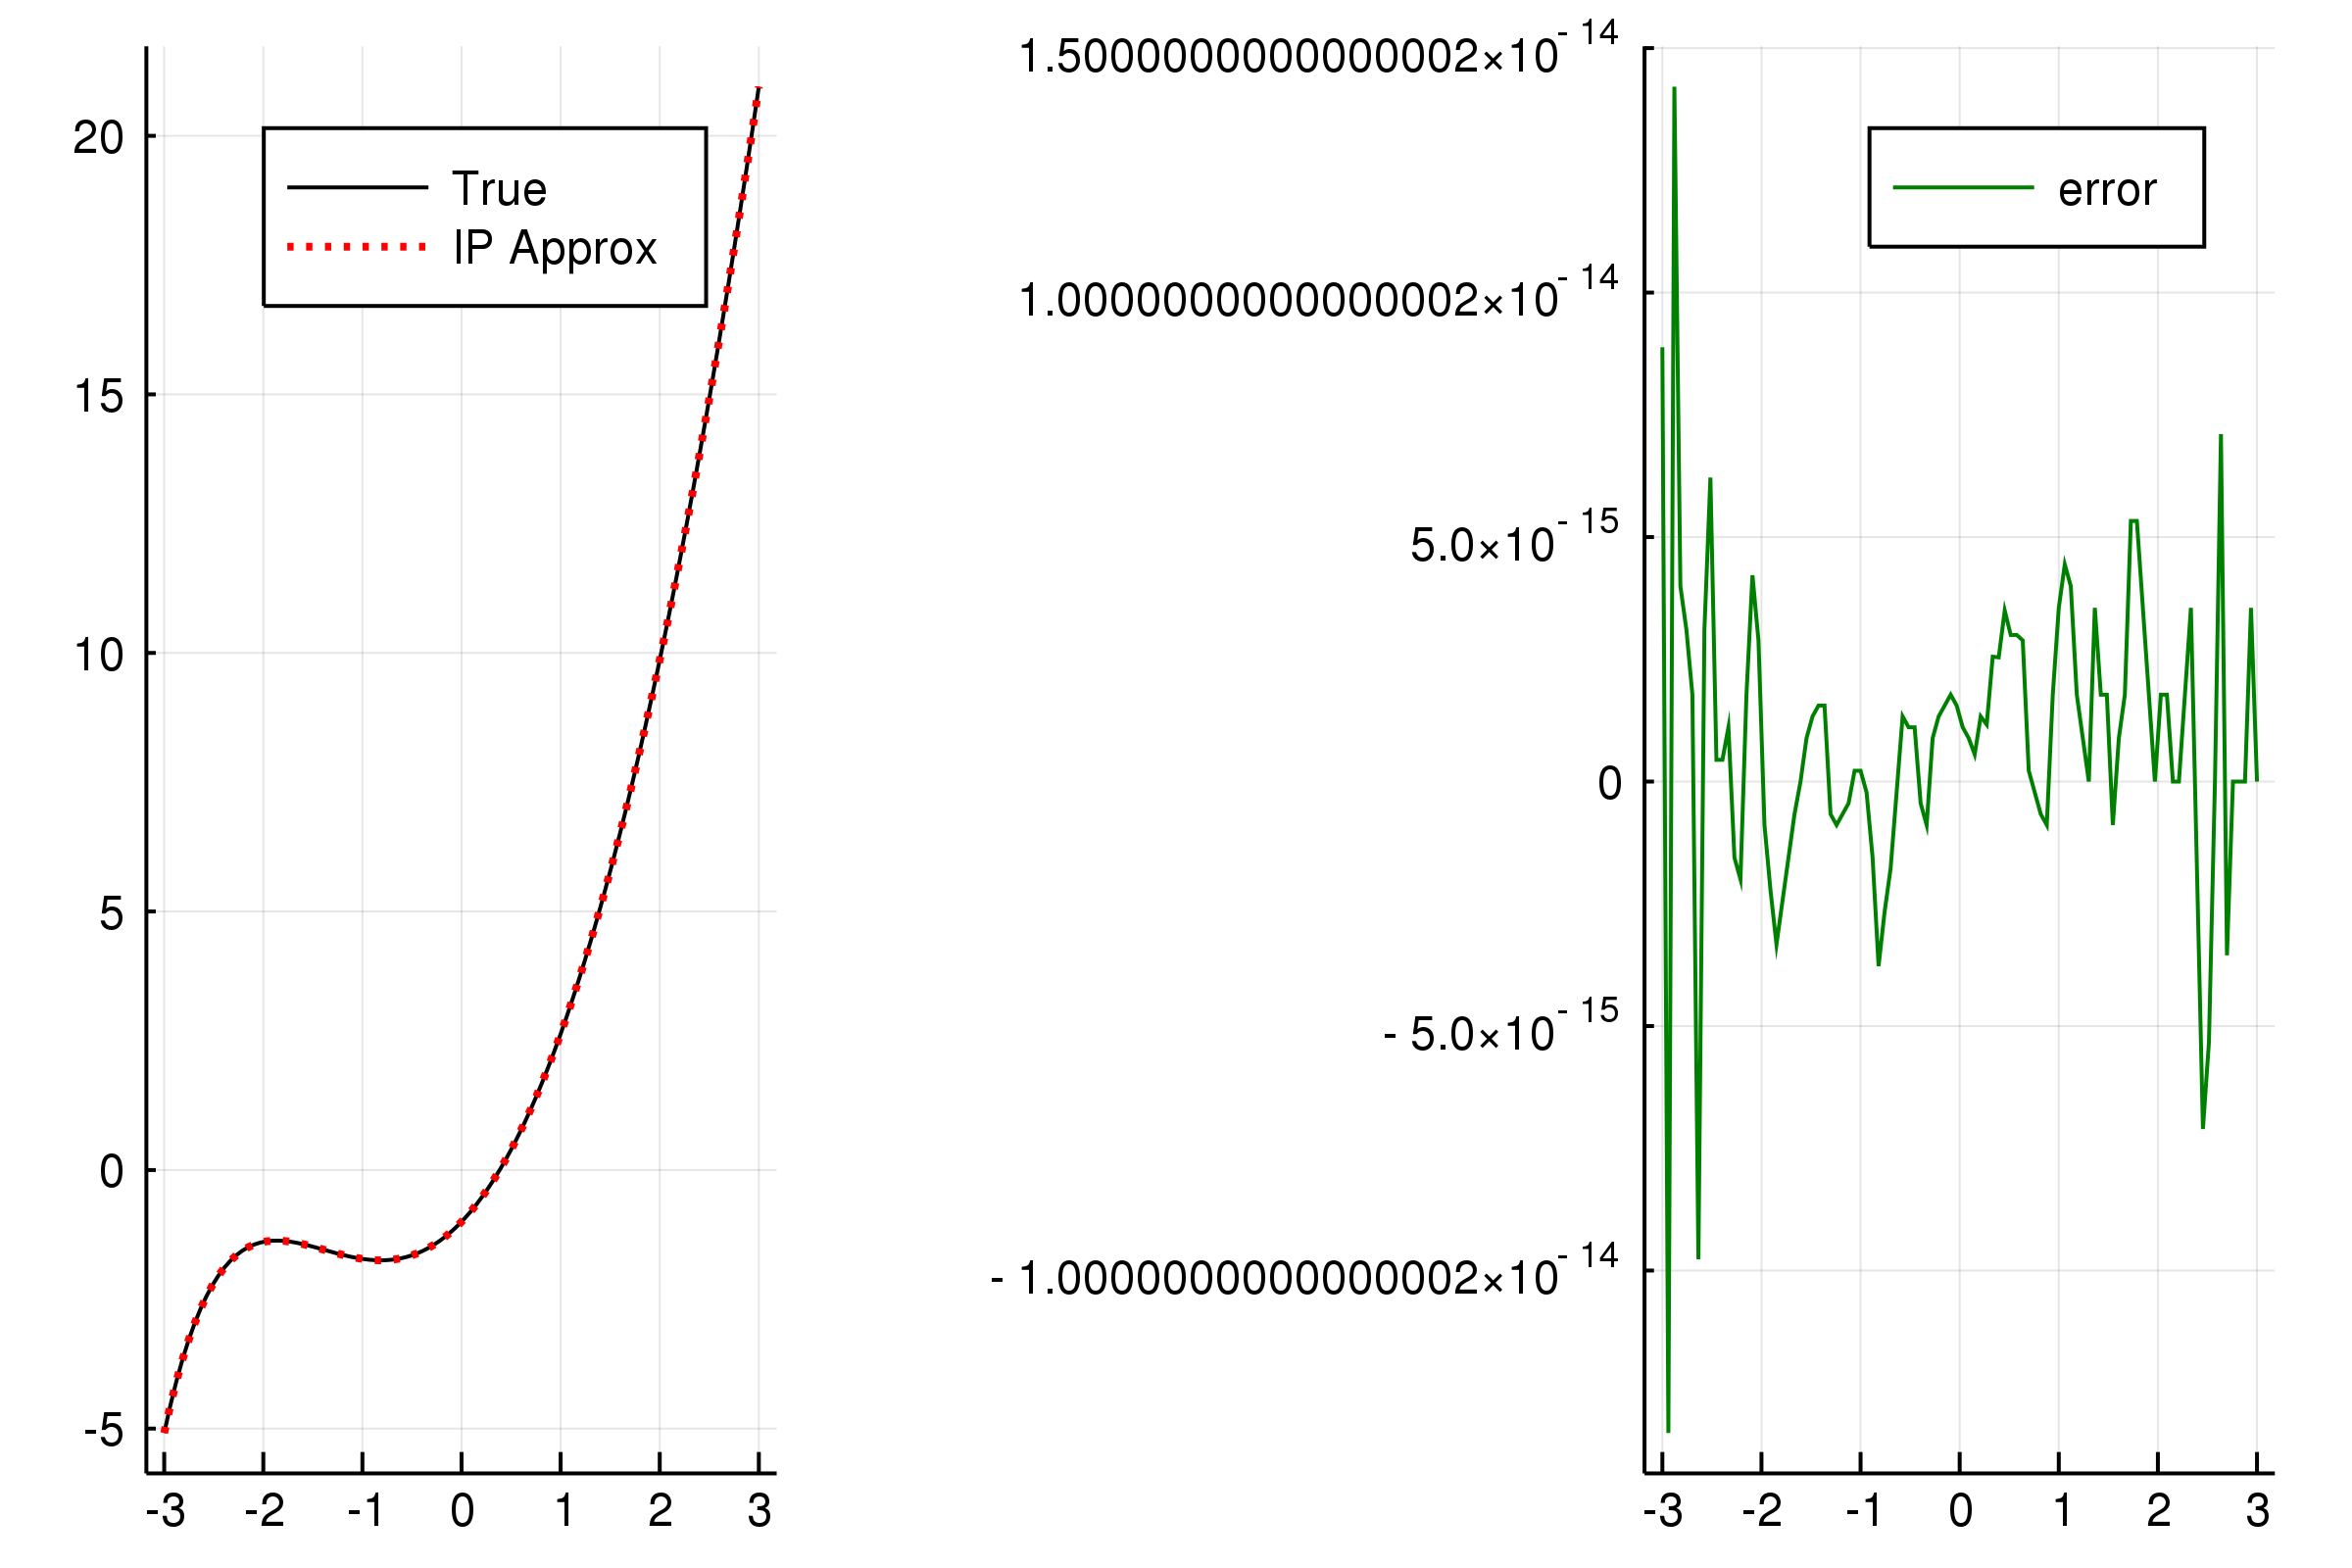 20
15
10
5
0
-5
-3 -2 -1 0 1 2 3
True
IP Approx
1.5000000000000002×10^- 14
1.0000000000000002×10^- 14
5.0×10^- 15
0
- 5.0×10^- 15
- 1.0000000000000002×10^- 14
-3 -2 -1 0 1 2 3
error